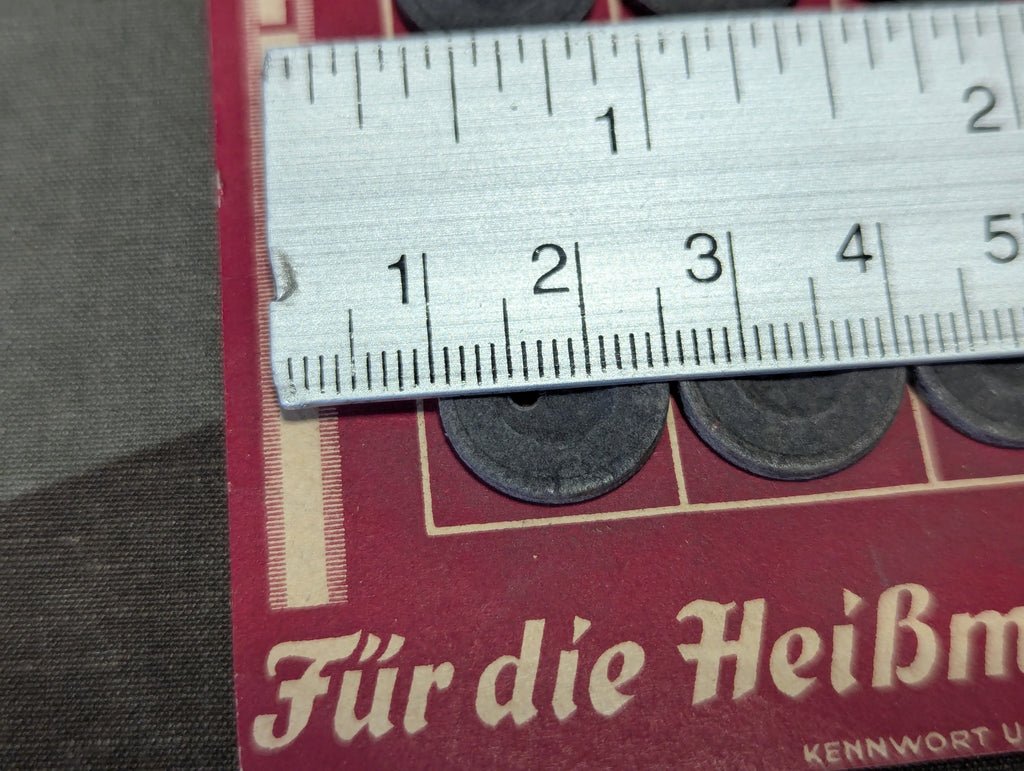 1 2
1 2 3 4 5
Für die Heißm
KENNWORT U